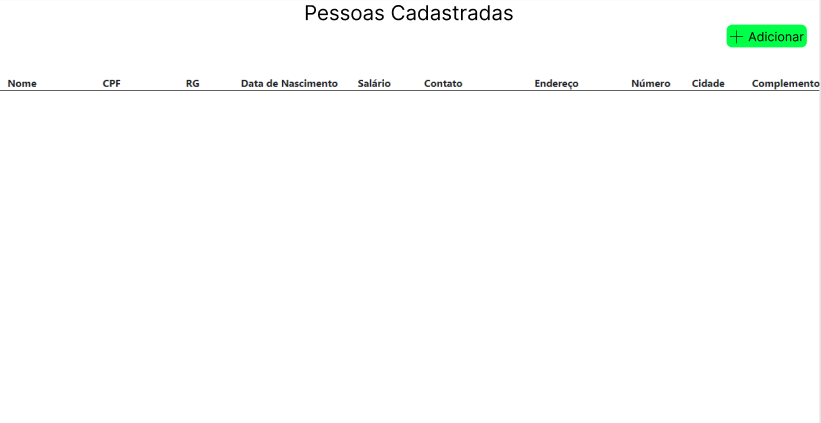 Pessoas Cadastradas
+ Adicionar
Nome CPF RG Data de Nascimento Salário Contato Endereço Número Cidade Complemento